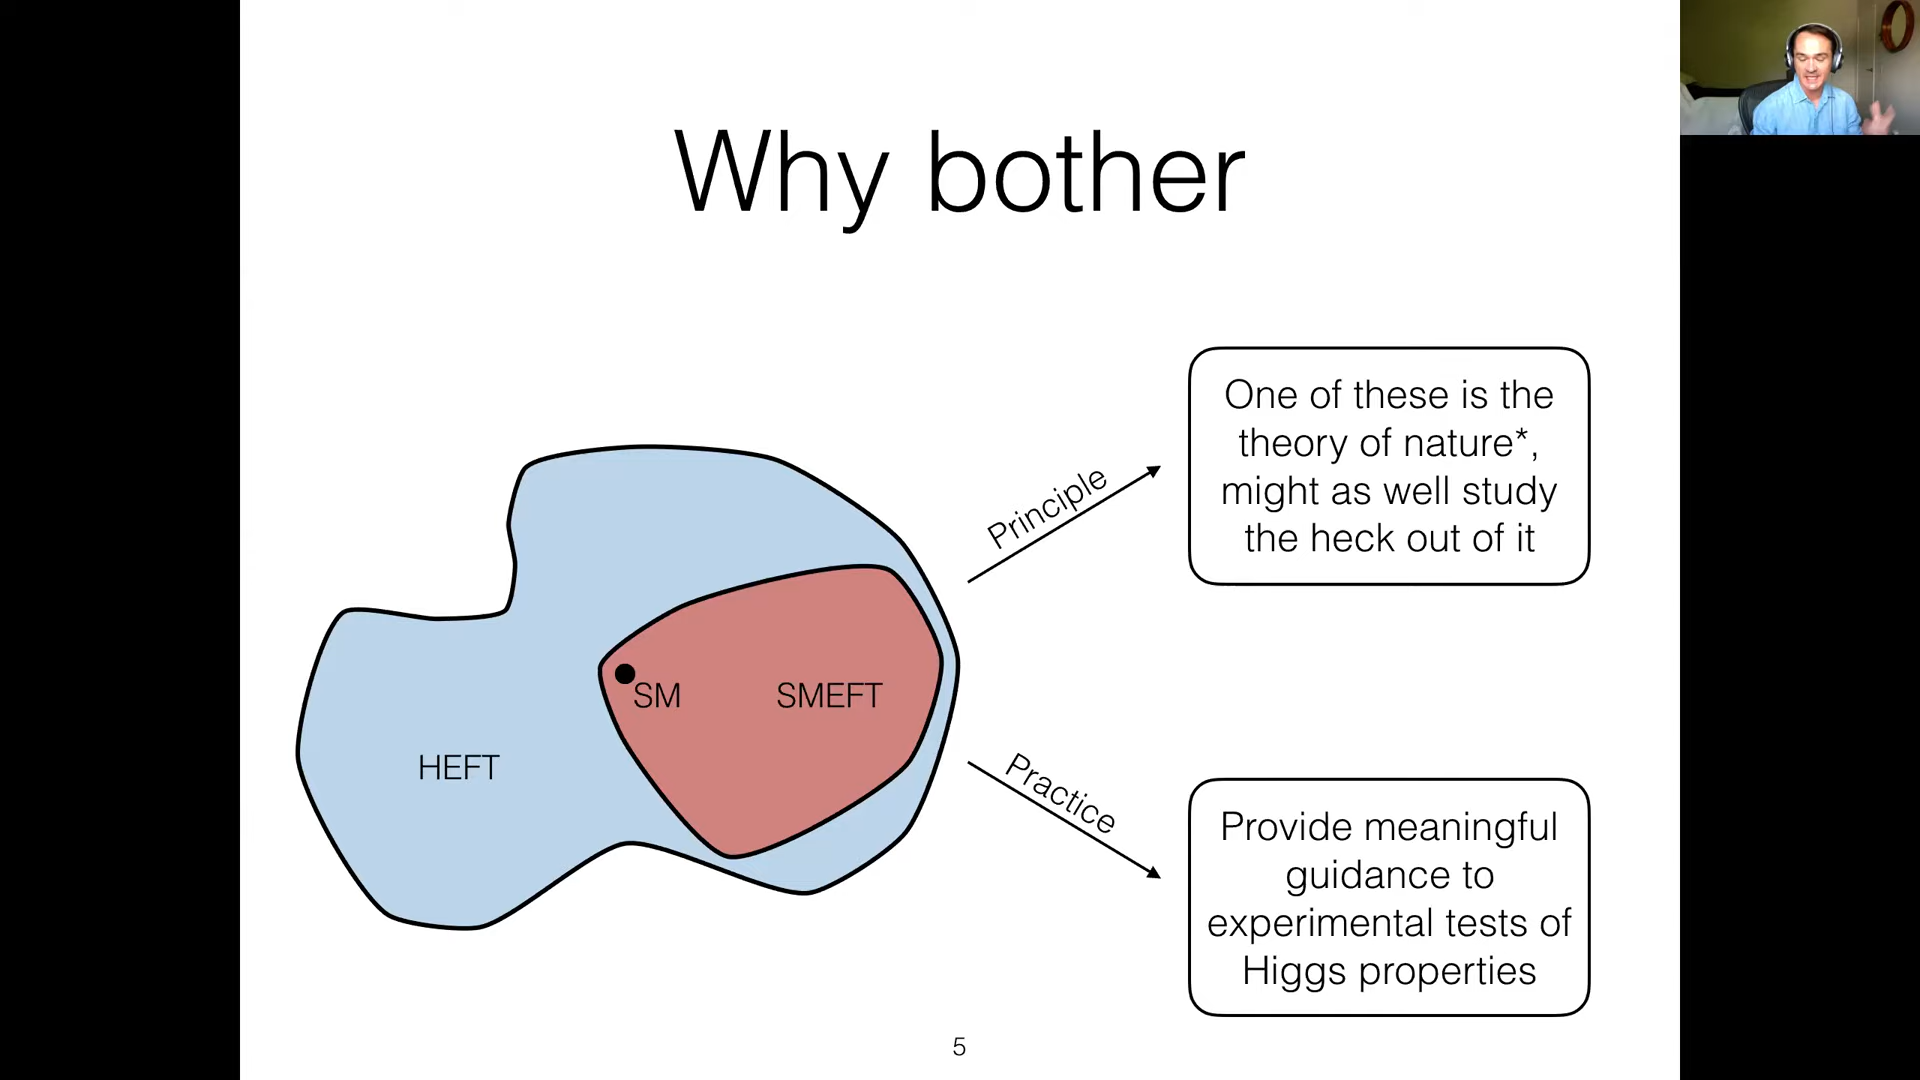 Why bother
One of these is the
theory of nature*,
might as well study
the heck out of it
Principle
SM
SMEFT
HEFT
Practice
Provide meaningful
guidance to
experimental tests of
Higgs properties
5